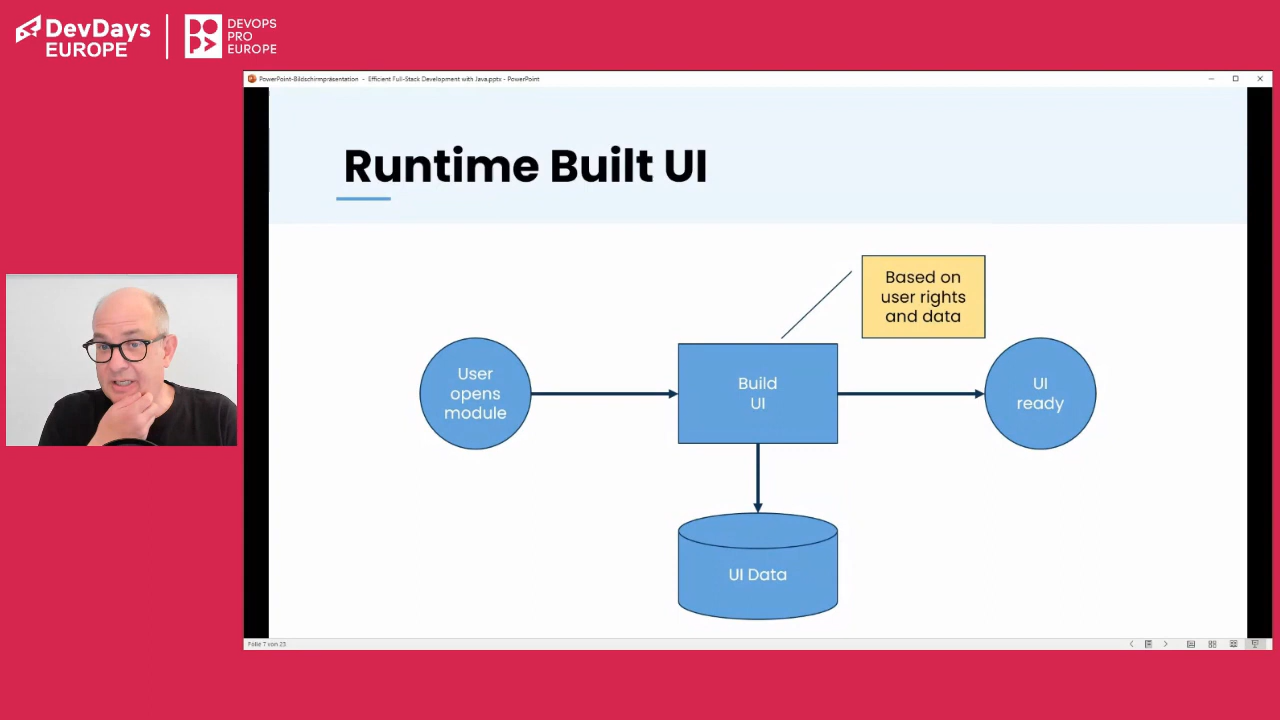 DevDays
EUROPE
DEVOPS
PRO
EUROPE
PowerPoint-Bildschirmpräsentation - Efficient Full-Stack Development with Java.pptx - PowerPoint
Runtime Built UI
Based on
user rights
and data
User
opens
module
Build
UI
UI
ready
UI Data
Folie 7 von 23